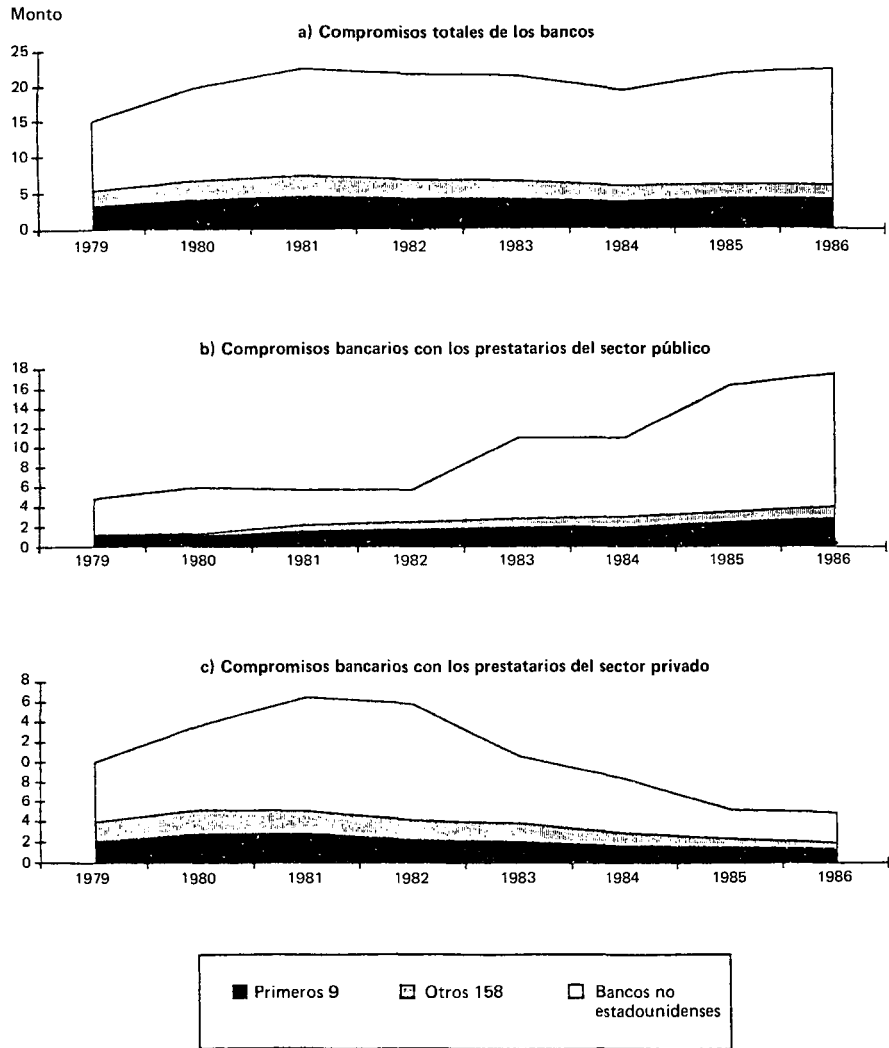 Monto
a) Compromisos totales de los bancos
25
20
15
10
5
0
1979 1980 1981 1982 1983 1984 1985 1986
b) Compromisos bancarios con los prestatarios del sector público
18
16
14
12
10
8
6
4
2
0
1979 1980 1981 1982 1983 1984 1985 1986
c) Compromisos bancarios con los prestatarios del sector privado
8
6
4
2
0
8
6
4
2
0
1979 1980 1981 1982 1983 1984 1985 1986
Primeros 9 Otros 158 Bancos no
estadounidenses